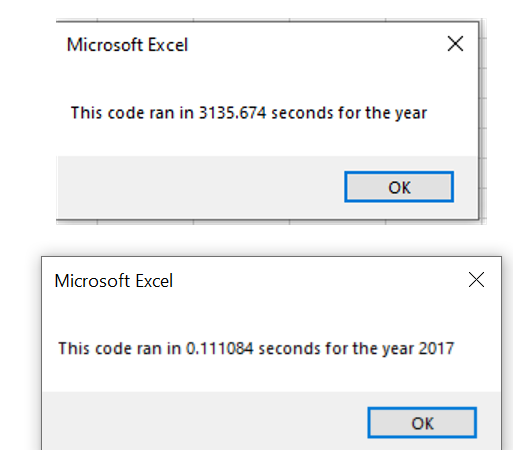 Microsoft Excel
This code ran in 3135.674 seconds for the year
OK
Microsoft Excel
This code ran in 0.111084 seconds for the year 2017
OK